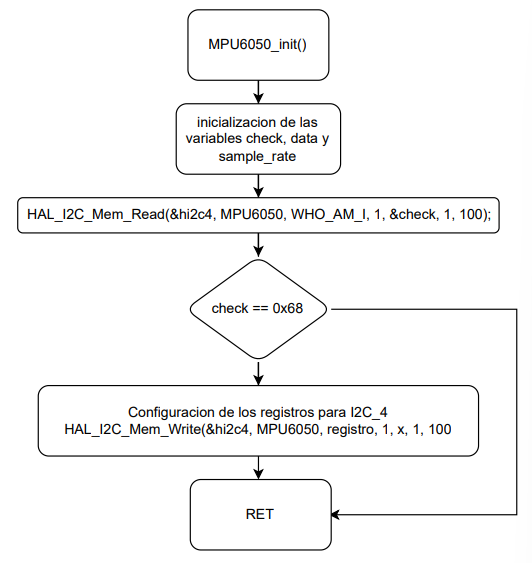 MPU6050_init()
inicializacion de las
variables check, data y
sample_rate
HAL_I2C_Mem_Read(&hi2c4, MPU6050, WHO_AM_I, 1, &check, 1, 100);
check == 0x68
Configuracion de los registros para I2C_4
HAL_I2C_Mem_Write(&hi2c4, MPU6050, registro, 1, x, 1, 100
RET